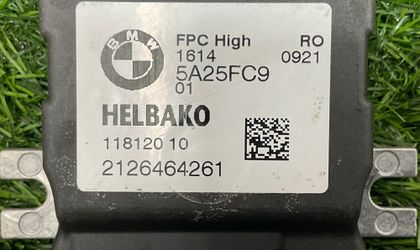 BMW
FPC High RO
1614 0921
5A25FC9
01
HELBAKO
118120 10
2126464261